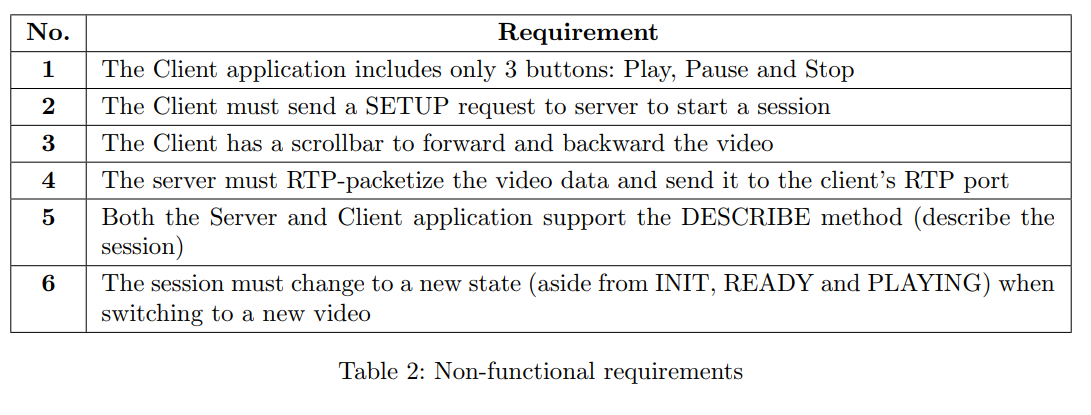 No. Requirement
1 The Client application includes only 3 buttons: Play, Pause and Stop
2 The Client must send a SETUP request to server to start a session
3 The Client has a scrollbar to forward and backward the video
4 The server must RTP-packetize the video data and send it to the client's RTP port
5 Both the Server and Client application support the DESCRIBE method (describe the
session)
6 The session must change to a new state (aside from INIT, READY and PLAYING) when
switching to a new video
Table 2: Non-functional requirements